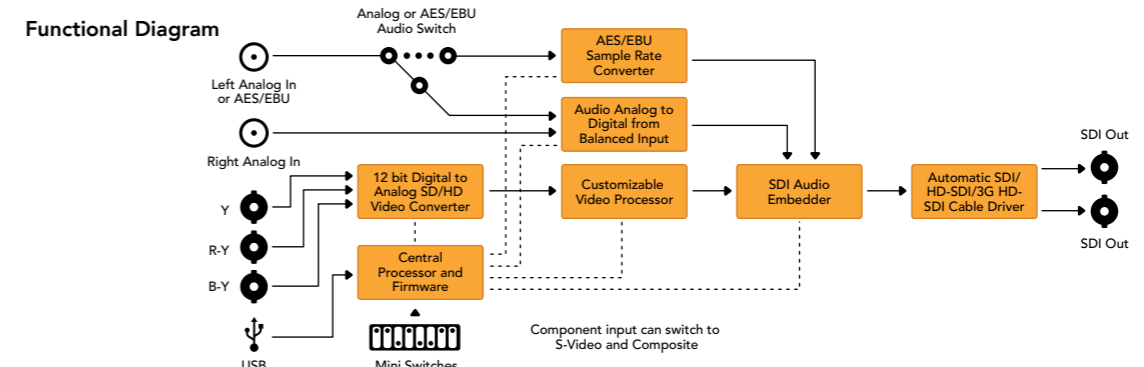 Functional Diagram
Analog or AES/EBU
Audio Switch
AES/EBU
Sample Rate
Converter
Left Analog In
or AES/EBU
Audio Analog to
Digital from
Balanced Input
Right Analog In
SDI Out
12 bit Digital to
Analog SD/HD
Video Converter
Customizable
Video Processor
SDI Audio
Embedder
Automatic SDI/
HD-SDI/3G HD-
SDI Cable Driver
Y
SDI Out
R-Y
Central
Processor and
Firmware
B-Y
Component input can switch to
S-Video and Composite
USB
Mini Switches